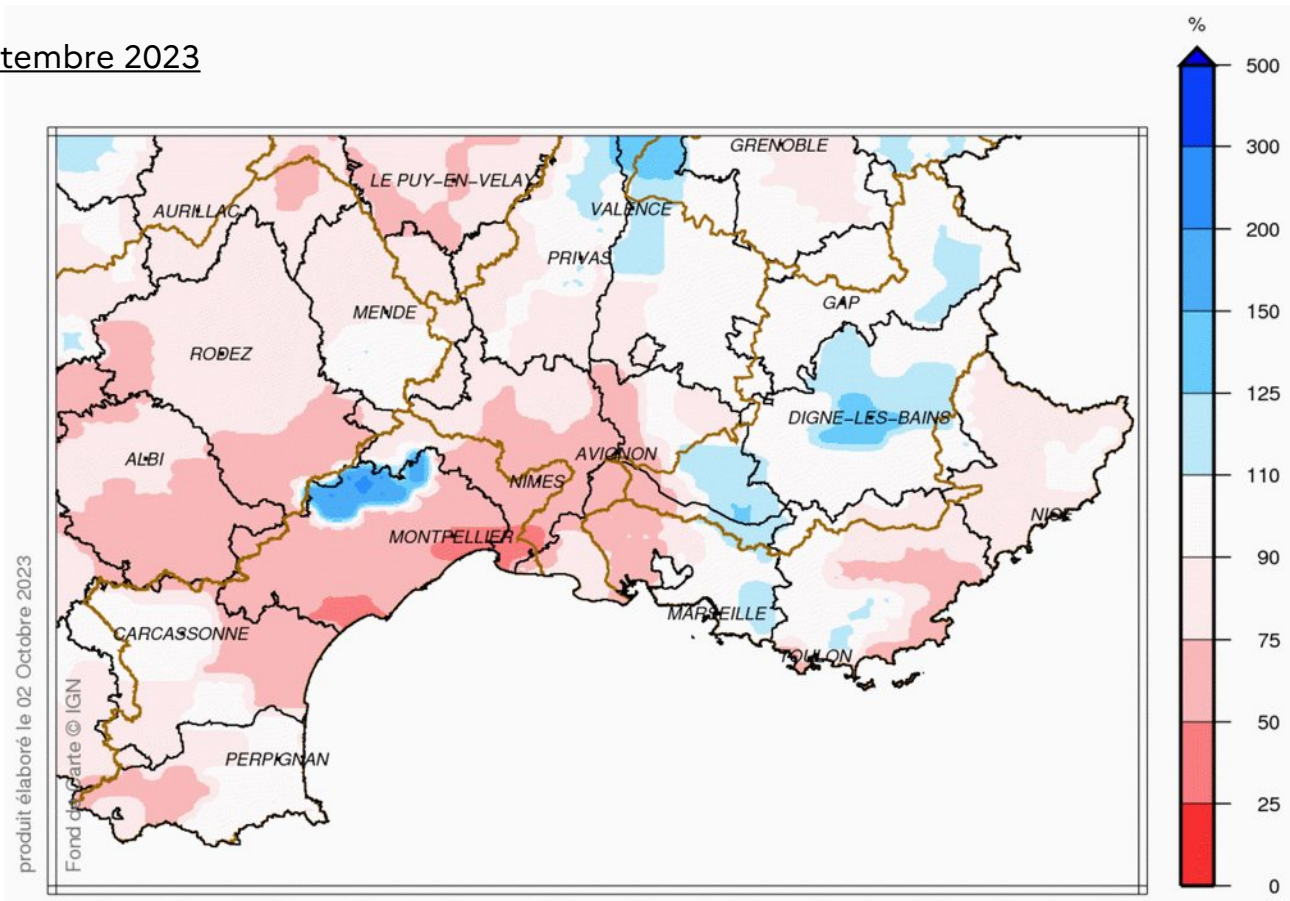 tembre 2023
%
500
300
200
150
125
110
90
75
50
25
0
GRENOBLE
LE PUY-EN-VELAY
AURILLAC
VALENCE
PRIVAS
MENDE
GAP
RODEZ
DIGNE-LES-BAINS
ALBI
AVIGNON
NIMES
NICE
MONTPELLIER
MARSEILLE
CARCASSONNE
TOULON
PERPIGNAN
produit élaboré le 02 Octobre 2023
Fond de carte © IGN